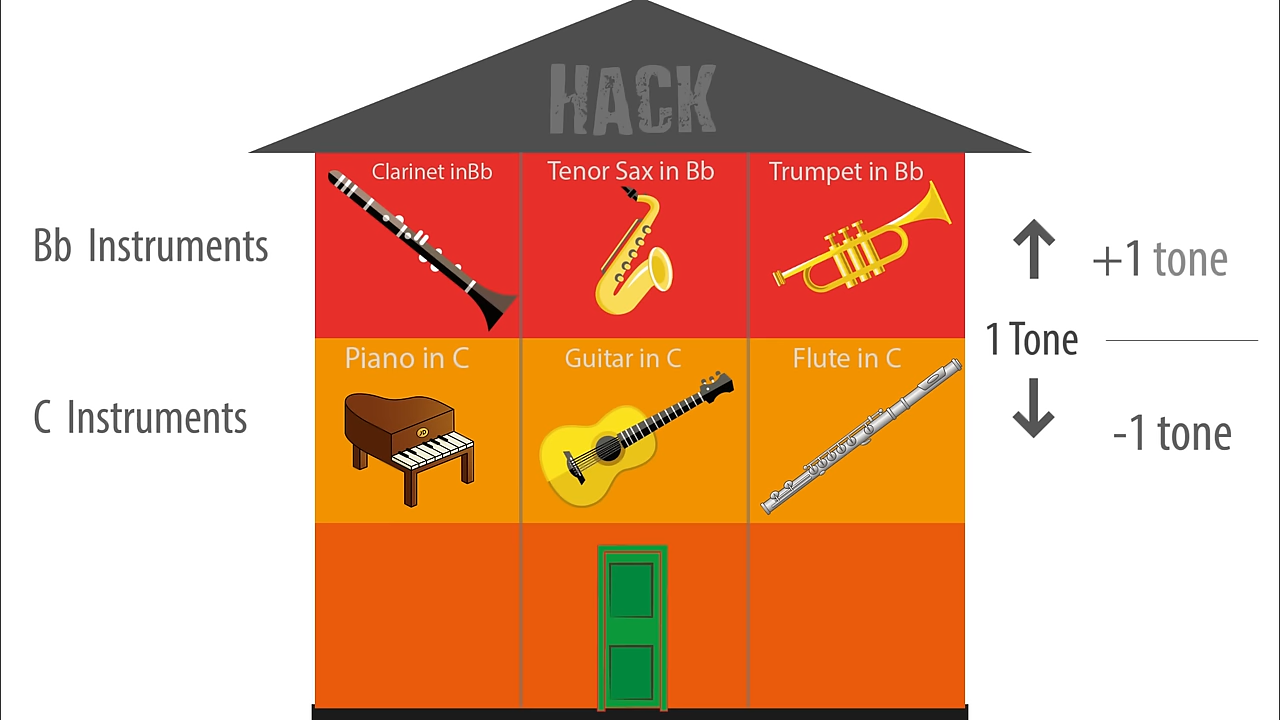 HACK
Clarinet inBb
Tenor Sax in Bb
Trumpet in Bb
Bb Instruments
+1 tone
1 Tone
Piano in C
Guitar in C
Flute in C
C Instruments
-1 tone